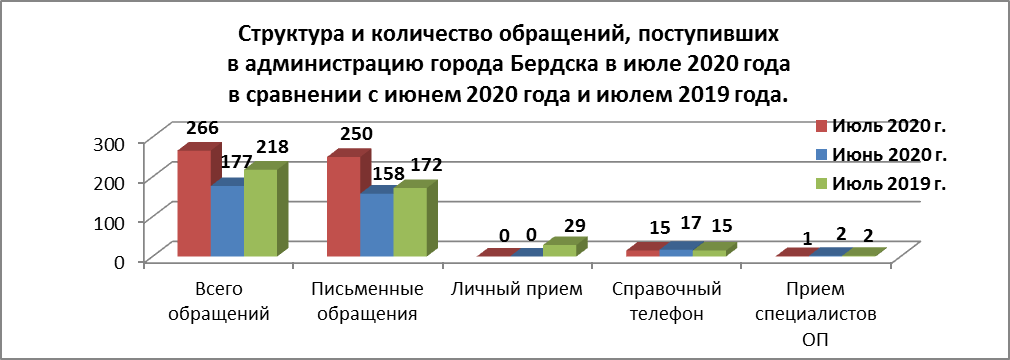 Структура и количество обращений, поступивших
в администрацию города Бердска в июле 2020 года
в сравнении с июнем 2020 года и июлем 2019 года.
Июль 2020 г.
Июнь 2020 г.
Июль 2019 г.
300
200
100
0
266
177
218
250
158
172
0
0
29
15
17
15
1
2
2
Всего
обращений
Письменные
обращения
Личный прием
Справочный
телефон
Прием
специалистов
ОП